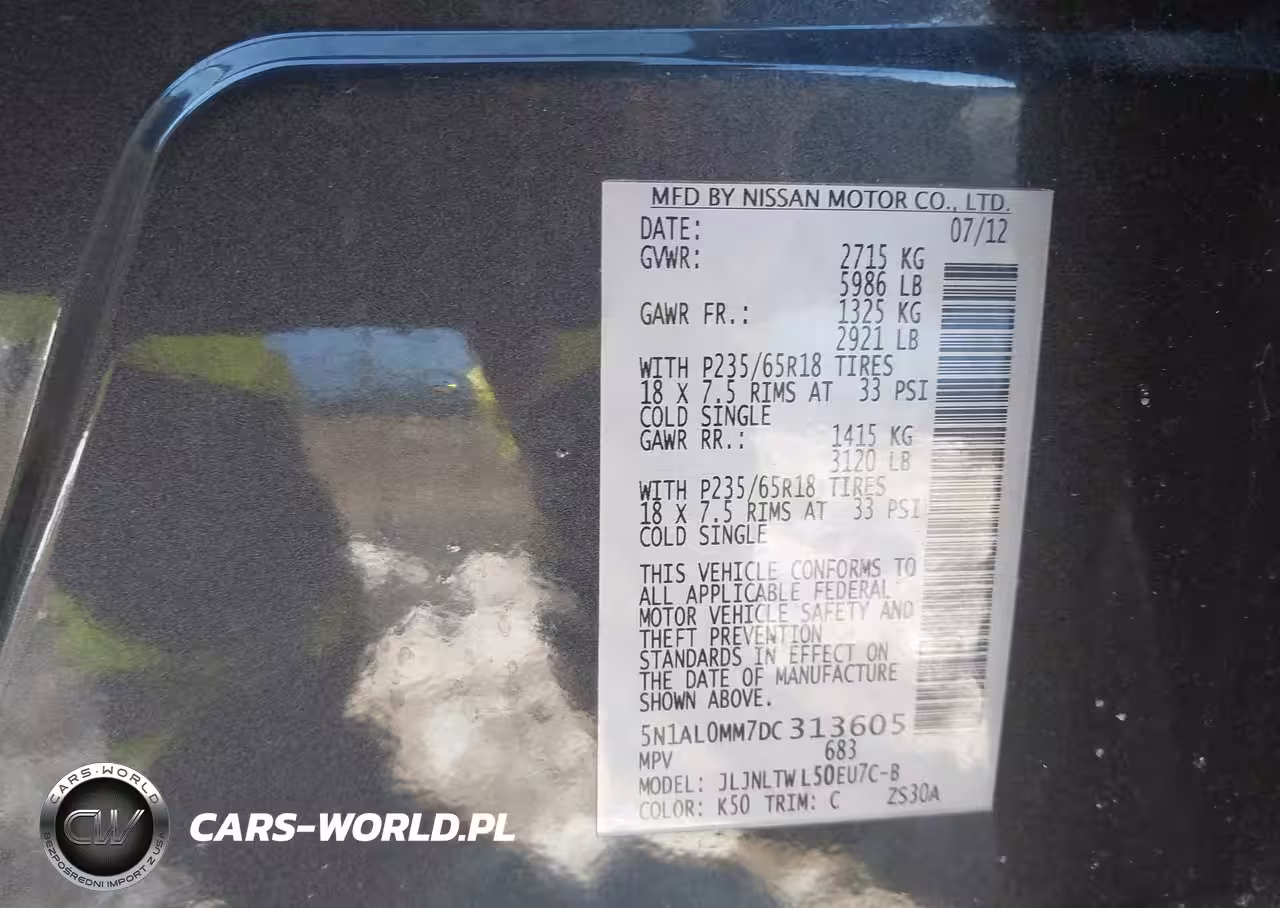 MFD BY NISSAN MOTOR CO., LTD.
DATE: 07/12
GVWR: 2715 KG
5986 LB
GAWR FR.: 1325 KG
2921 LB
WITH P235/65R18 TIRES
18 X 7.5 RIMS AT 33 PSI
COLD SINGLE
GAWR RR.: 1415 KG
3120 LB
WITH P235/65R18 TIRES
18 X 7.5 RIMS AT 33 PSI
COLD SINGLE
THIS VEHICLE CONFORMS TO
ALL APPLICABLE FEDERAL
MOTOR VEHICLE SAFETY AND
THEFT PREVENTION
STANDARDS IN EFFECT ON
THE DATE OF MANUFACTURE
SHOWN ABOVE.
5N1AL0MM7DC313605
MPV 683
MODEL: JLJNLTWL50EU7C-B
COLOR: K50 TRIM: C ZS30A
CARS-WORLD
CW
BEZPOŚREDNI IMPORT Z USA
CARS-WORLD.PL